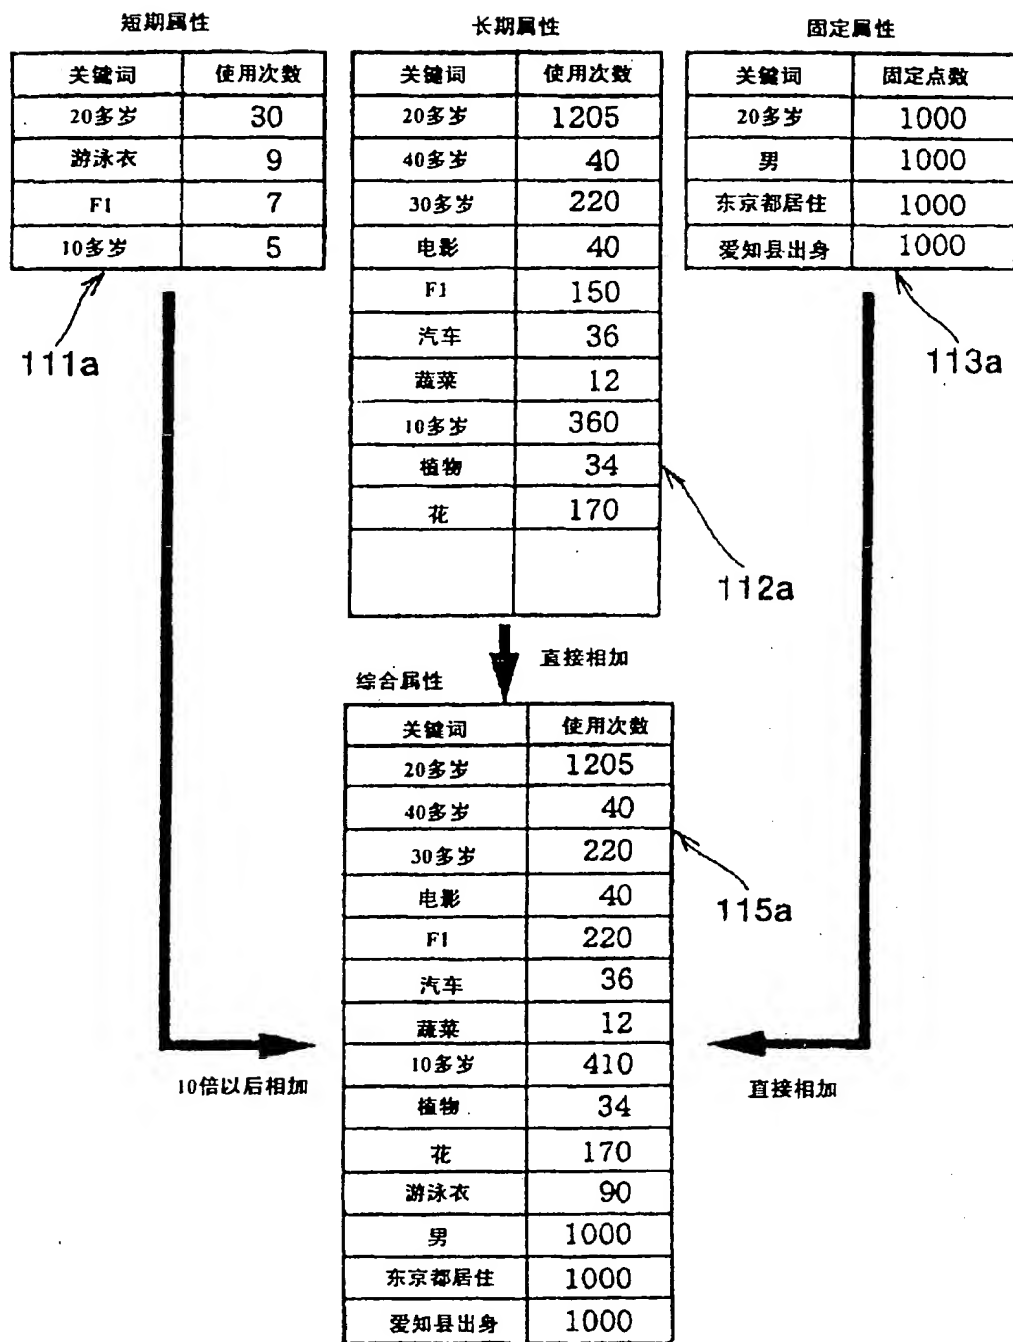 短期属性
关键词 使用次数
20多岁 30
游泳衣 9
F1 7
10多岁 5
111a
长期属性
关键词 使用次数
20多岁 1205
40多岁 40
30多岁 220
电影 40
F1 150
汽车 36
蔬菜 12
10多岁 360
植物 34
花 170
112a
固定属性
关键词 固定点数
20多岁 1000
男 1000
东京都居住 1000
爱知县出身 1000
113a
直接相加
综合属性
关键词 使用次数
20多岁 1205
40多岁 40
30多岁 220
电影 40
F1 220
汽车 36
蔬菜 12
10多岁 410
植物 34
花 170
游泳衣 90
男 1000
东京都居住 1000
爱知县出身 1000
115a
10倍以后相加
直接相加